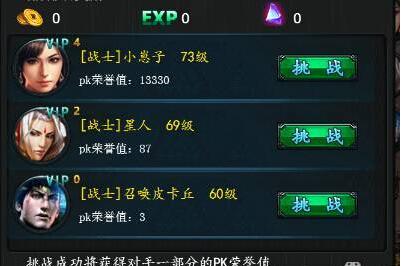 0 EXP 0 0
VIP 4
[战士]小崽子 73级
pk荣誉值：13330
挑 战
VIP 2
[战士]星人 69级
pk荣誉值：87
挑 战
VIP 0
[战士]召唤皮卡丘 60级
pk荣誉值：3
挑 战
挑战成功将获得对手一部分的PK荣誉值